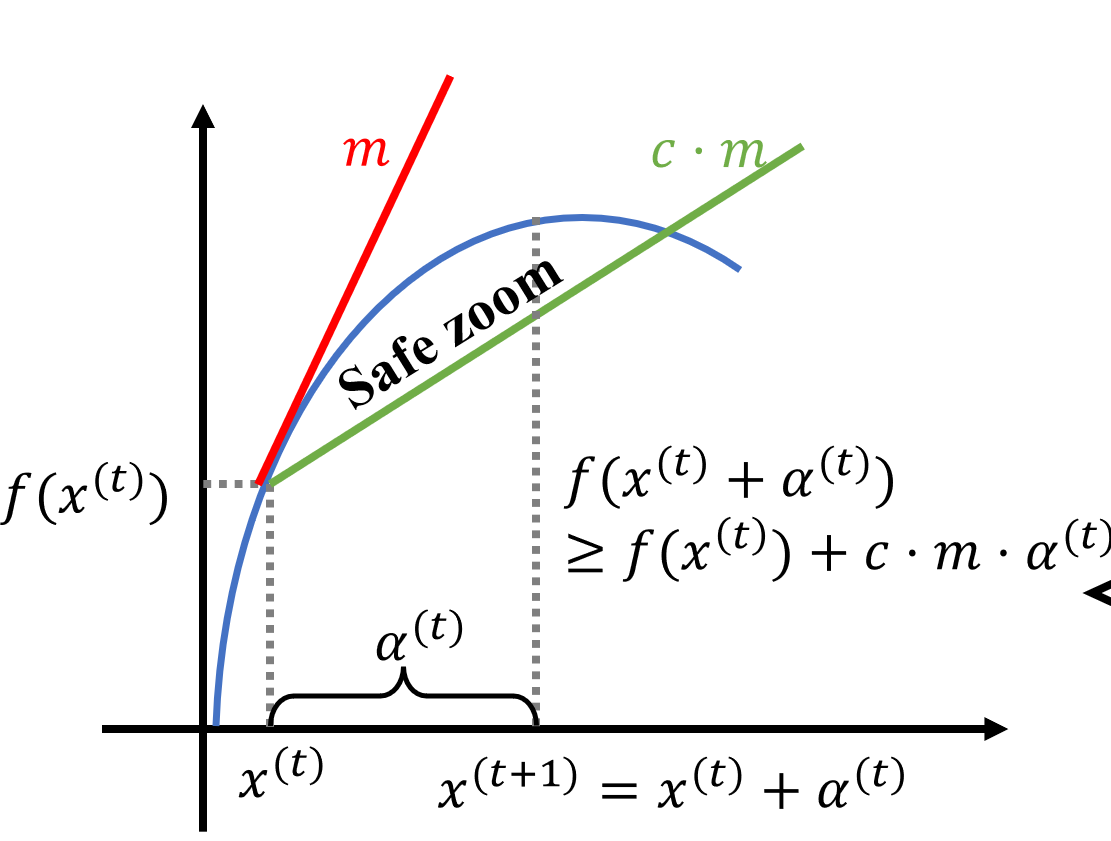 m
c · m
Safe zoom
f(x^(t))
f(x^(t) + α^(t))
≥ f(x^(t)) + c · m · α^(t)
α^(t)
x^(t)
x^(t+1) = x^(t) + α^(t)